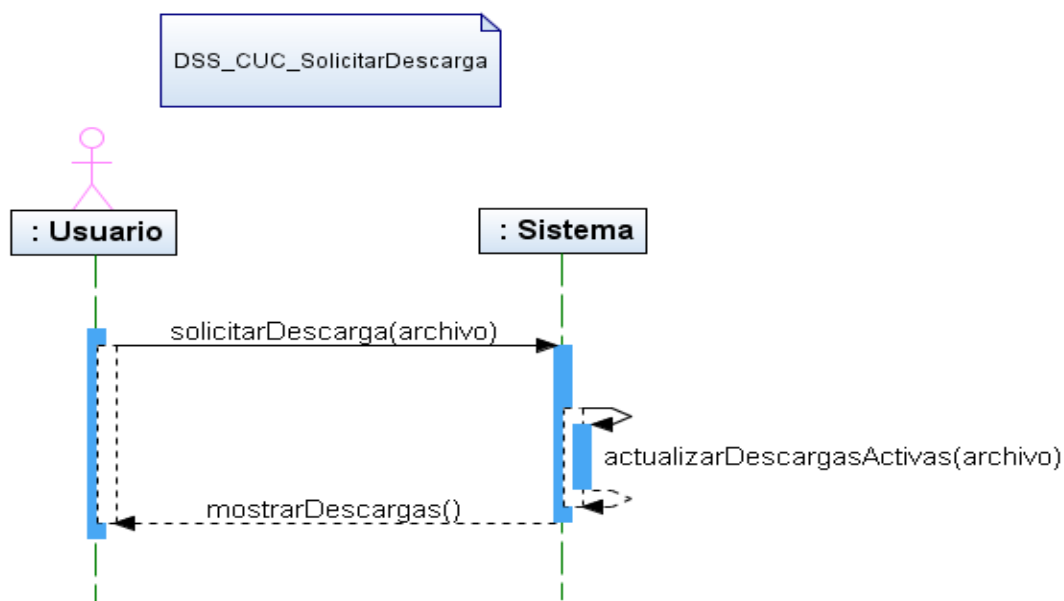 DSS_CUC_SolicitarDescarga
: Usuario
: Sistema
solicitarDescarga(archivo)
actualizarDescargasActivas(archivo)
mostrarDescargas()